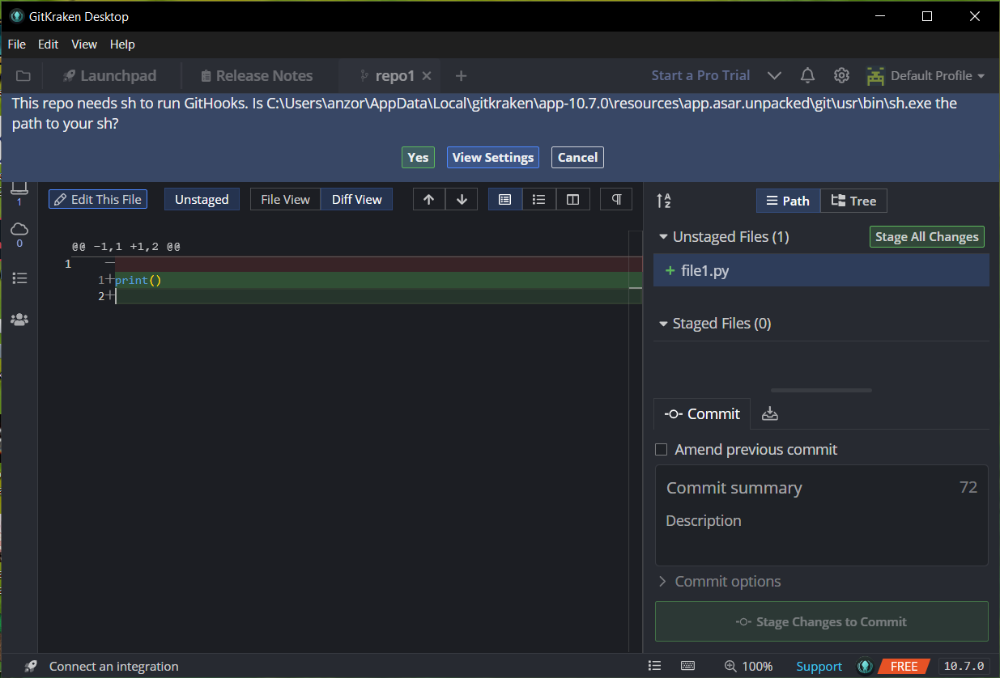 GitKraken Desktop
File Edit View Help
Launchpad Release Notes repo1 Start a Pro Trial Default Profile
This repo needs sh to run GitHooks. Is C:\Users\anzor\AppData\Local\gitkraken\app-10.7.0\resources\app.asar.unpacked\git\usr\bin\sh.exe the
path to your sh?
Yes View Settings Cancel
1
0
Edit This File Unstaged File View Diff View
@@ -1,1 +1,2 @@
1 —
1+print()
2+
Path Tree
Unstaged Files (1) Stage All Changes
+ file1.py
Staged Files (0)
Commit
Amend previous commit
Commit summary 72
Description
Commit options
Stage Changes to Commit
Connect an integration 100% Support FREE 10.7.0